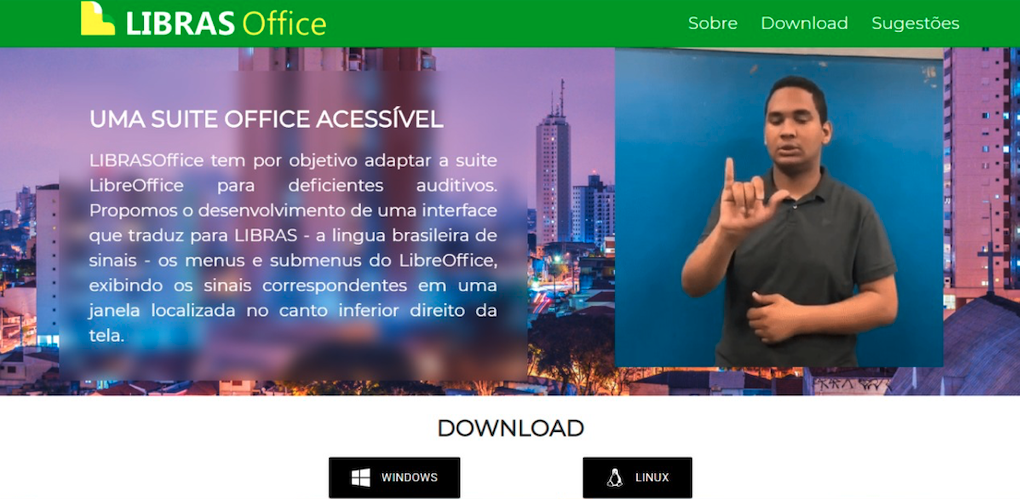 LIBRAS Office
Sobre Download Sugestões
UMA SUITE OFFICE ACESSÍVEL
LIBRASOffice tem por objetivo adaptar a suite
LibreOffice para deficientes auditivos.
Propomos o desenvolvimento de uma interface
que traduz para LIBRAS - a lingua brasileira de
sinais - os menus e submenus do LibreOffice,
exibindo os sinais correspondentes em uma
janela localizada no canto inferior direito da
tela.
DOWNLOAD
WINDOWS
LINUX